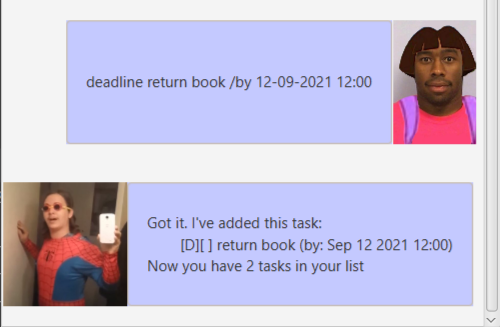 deadline return book /by 12-09-2021 12:00
Got it. I've added this task:
[D][ ] return book (by: Sep 12 2021 12:00)
Now you have 2 tasks in your list